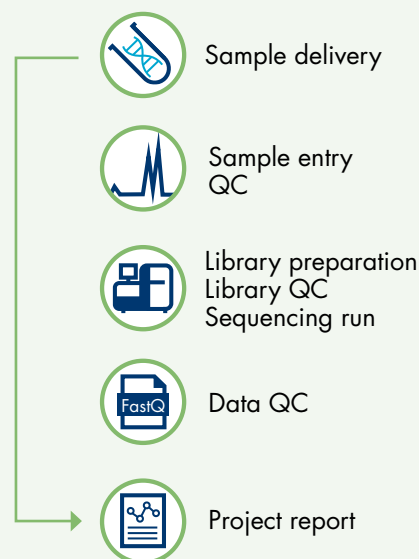 Sample delivery
Sample entry
QC
Library preparation
Library QC
Sequencing run
FastQ
Data QC
Project report